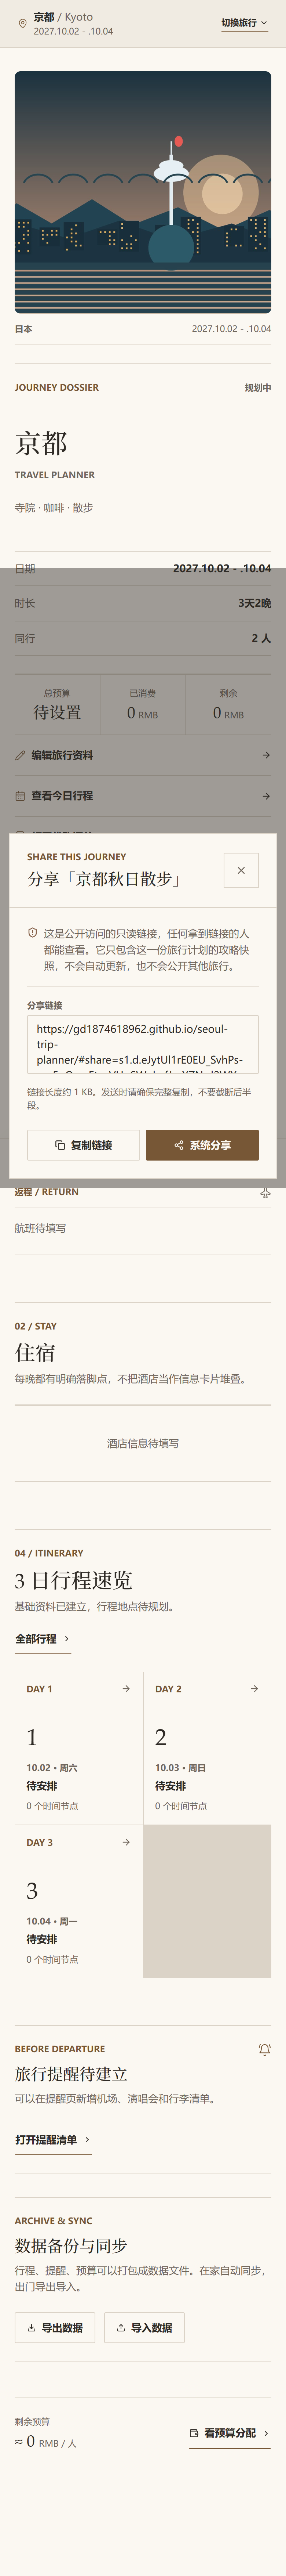 京都 / Kyoto
2027.10.02 - .10.04
切换旅行
日本
2027.10.02 - .10.04
JOURNEY DOSSIER
规划中
京都
TRAVEL PLANNER
寺院 · 咖啡 · 散步
日期
2027.10.02 - .10.04
时长
3天2晚
同行
2 人
总预算
已消费
剩余
待设置
0 RMB
0 RMB
编辑旅行资料
查看今日行程
SHARE THIS JOURNEY
分享「京都秋日散步」
这是公开访问的只读链接，任何拿到链接的人
都能查看。它只包含这一份旅行计划的攻略快
照，不会自动更新，也不会公开其他旅行。
分享链接
https://gd1874618962.github.io/seoul-
trip-
planner/#share=s1.d.eJytUl1rE0EU_SvhPs-
链接长度约 1 KB。发送时请确保完整复制，不要截断后半
段。
复制链接
系统分享
返程 / RETURN
航班待填写
02 / STAY
住宿
每晚都有明确落脚点，不把酒店当作信息卡片堆叠。
酒店信息待填写
04 / ITINERARY
3 日行程速览
基础资料已建立，行程地点待规划。
全部行程
DAY 1
1
10.02 • 周六
待安排
0 个时间节点
DAY 2
2
10.03 • 周日
待安排
0 个时间节点
DAY 3
3
10.04 • 周一
待安排
0 个时间节点
BEFORE DEPARTURE
旅行提醒待建立
可以在提醒页新增机场、演唱会和行李清单。
打开提醒清单
ARCHIVE & SYNC
数据备份与同步
行程、提醒、预算可以打包成数据文件。在家自动同步，
出门导出导入。
导出数据
导入数据
剩余预算
≈ 0 RMB / 人
看预算分配